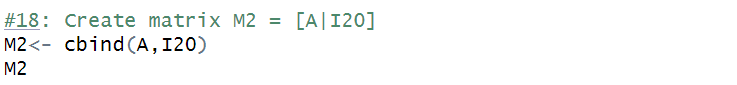 #18: Create matrix M2 = [A|I20]
M2<- cbind(A,I20)
M2